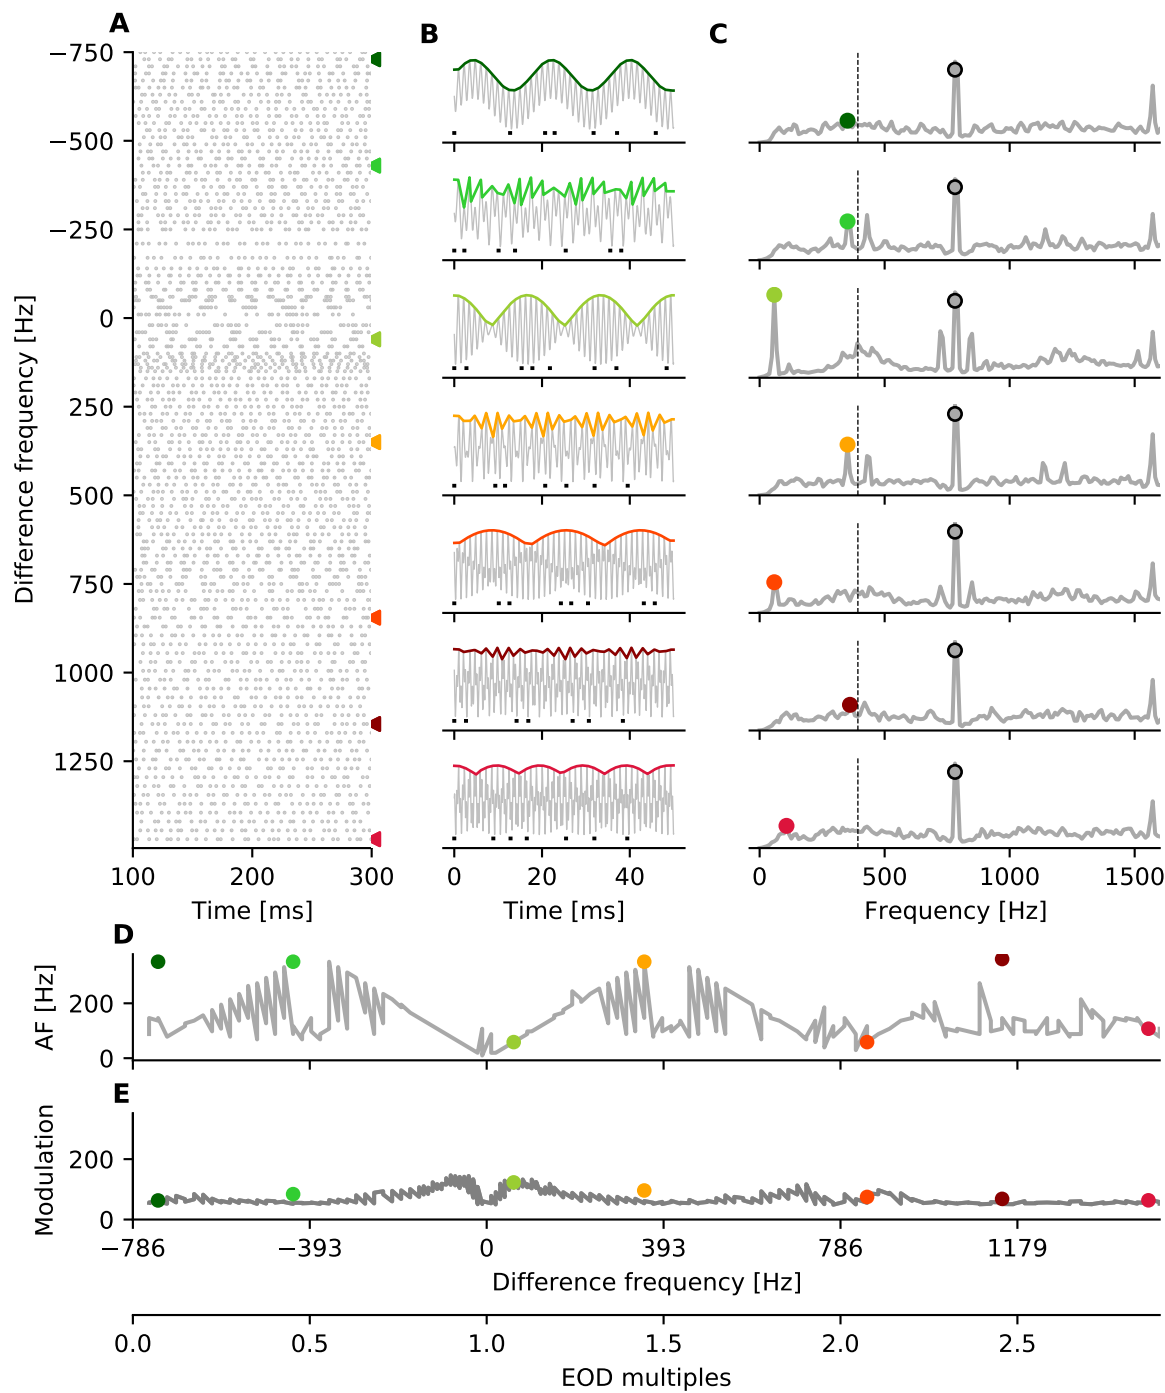 A
B
C
−750
−500
−250
0
250
500
750
1000
1250
Difference frequency [Hz]
100
200
300
Time [ms]
0
20
40
Time [ms]
0
500
1000
1500
Frequency [Hz]
D
AF [Hz]
200
0
E
Modulation
200
0
−786
−393
0
393
786
1179
Difference frequency [Hz]
0.0
0.5
1.0
1.5
2.0
2.5
EOD multiples